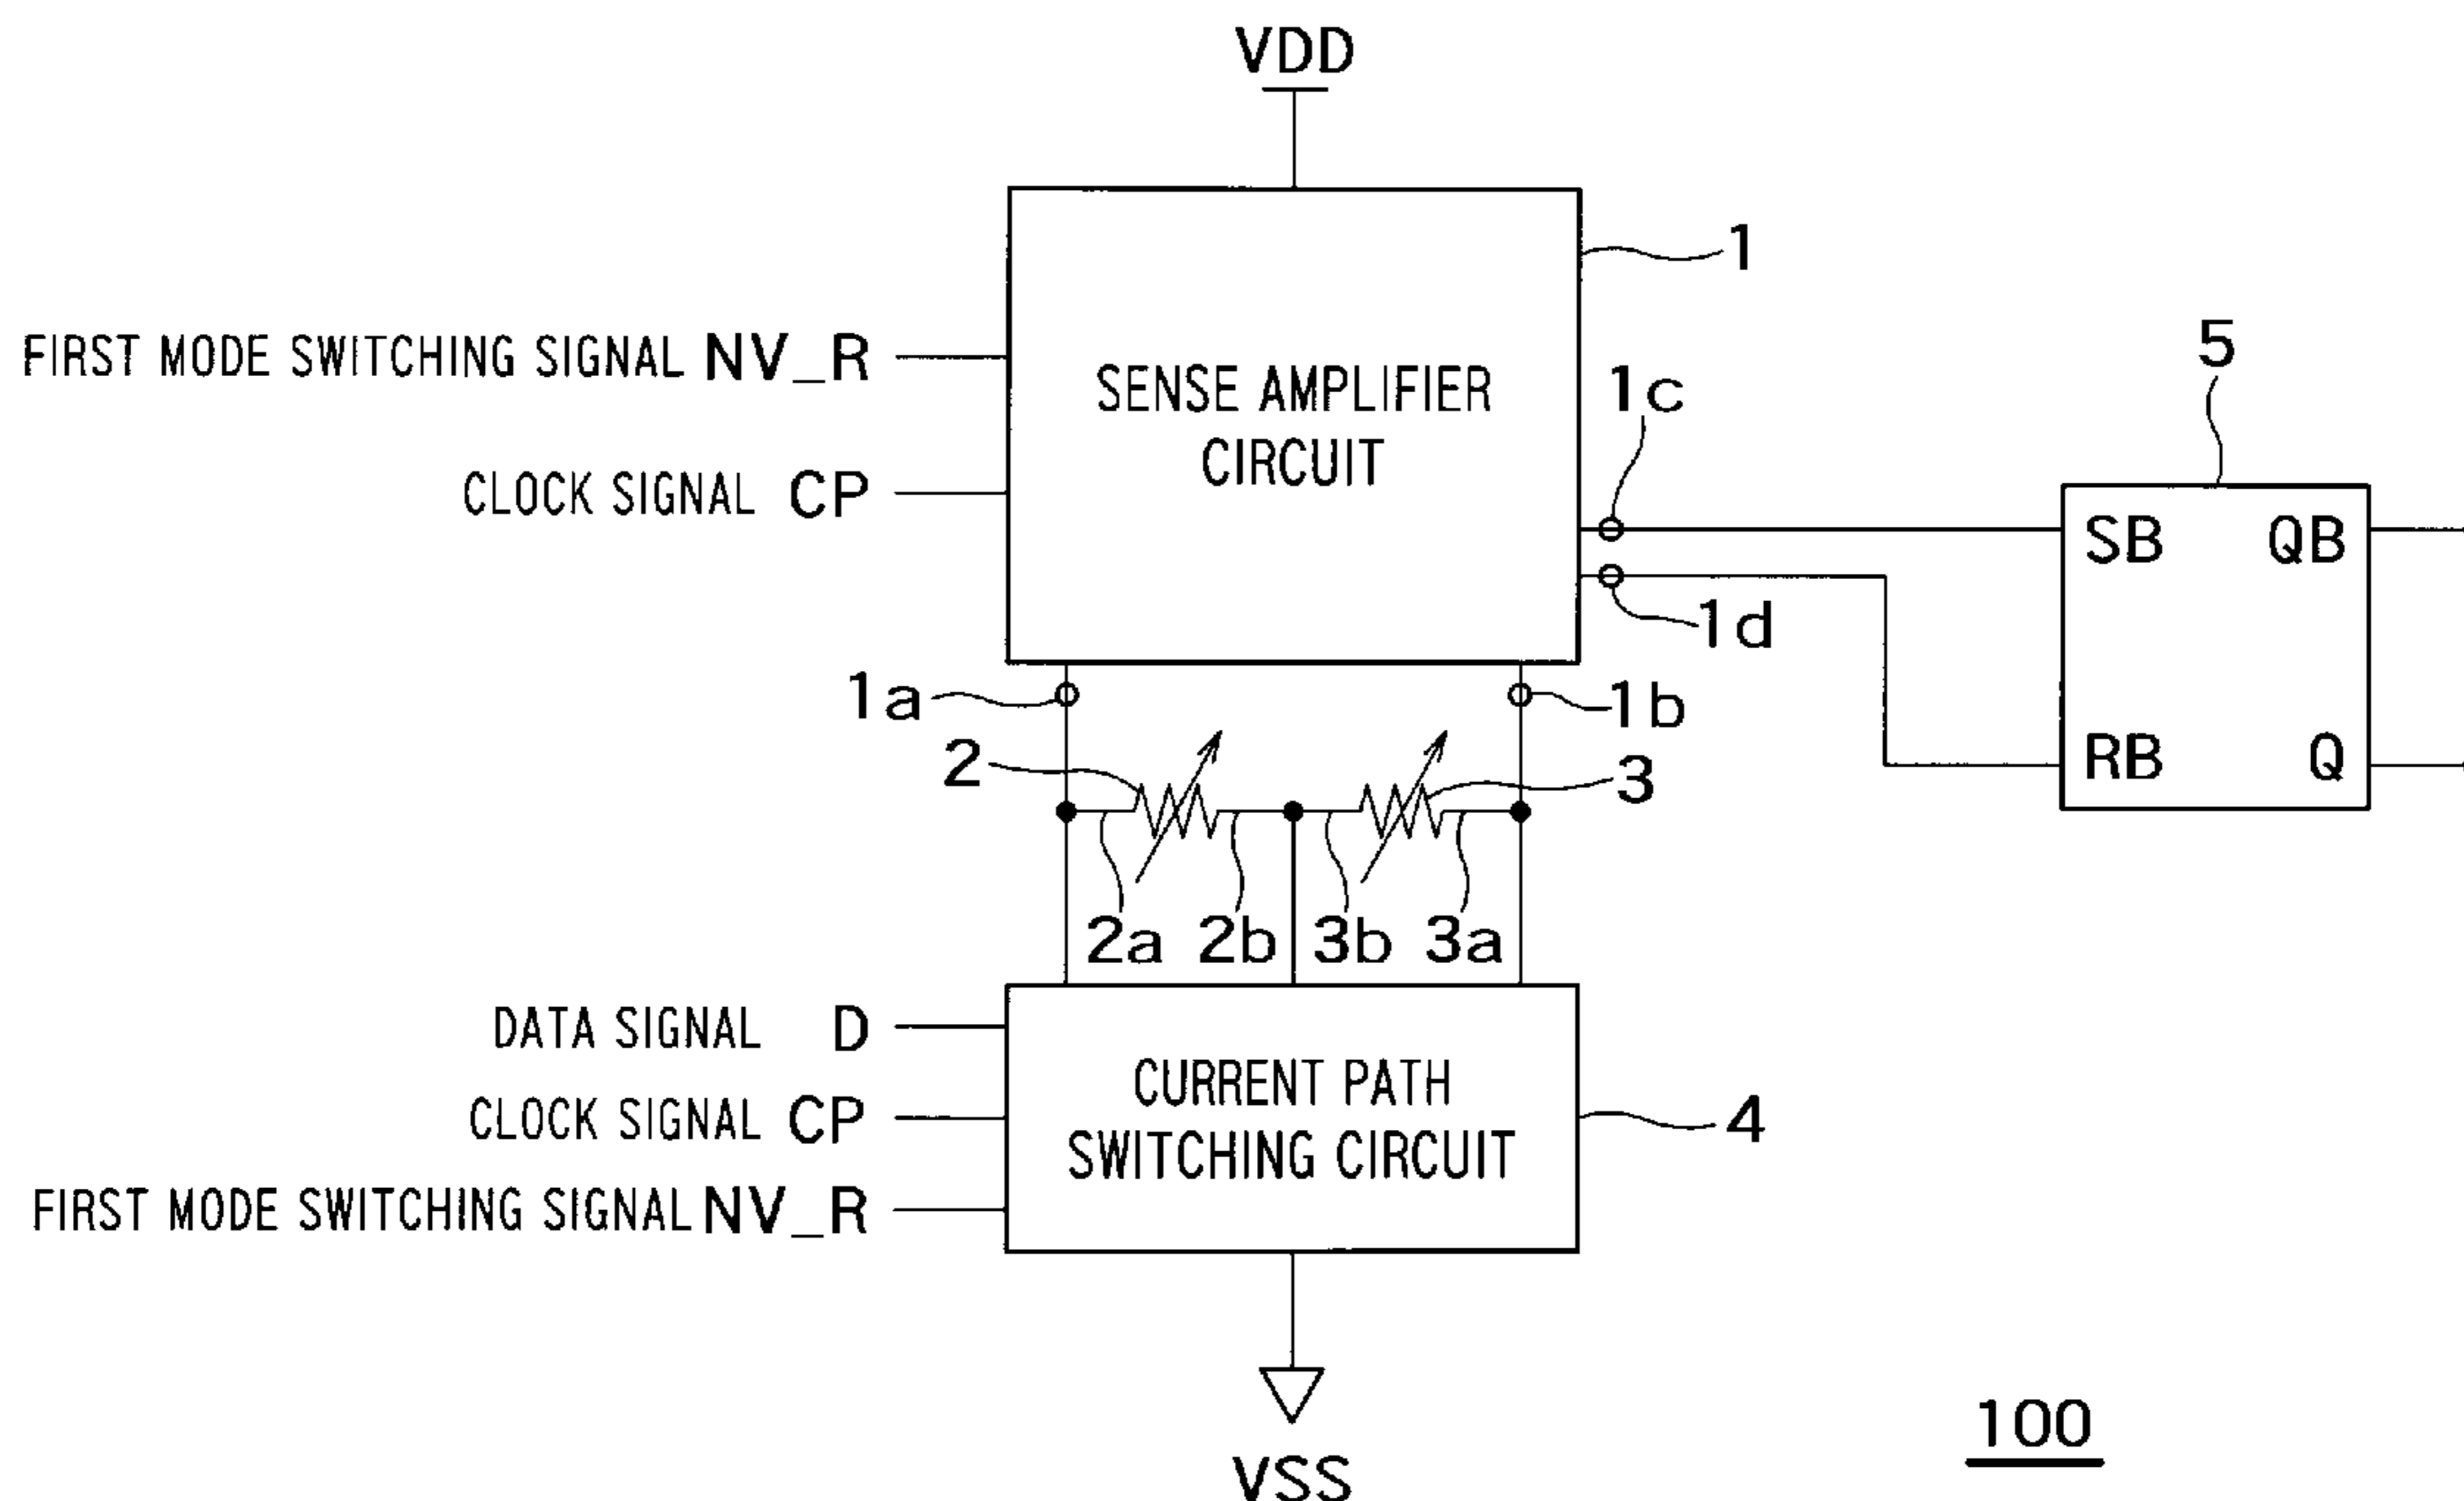 VDD
1
FIRST MODE SWITCHING SIGNAL NV_R
SENSE AMPLIFIER
CIRCUIT
CLOCK SIGNAL CP
1c
5
SB QB
1d
RB Q
1a
1b
2
3
2a 2b 3b 3a
DATA SIGNAL D
CLOCK SIGNAL CP
FIRST MODE SWITCHING SIGNAL NV_R
CURRENT PATH
SWITCHING CIRCUIT
4
VSS
100